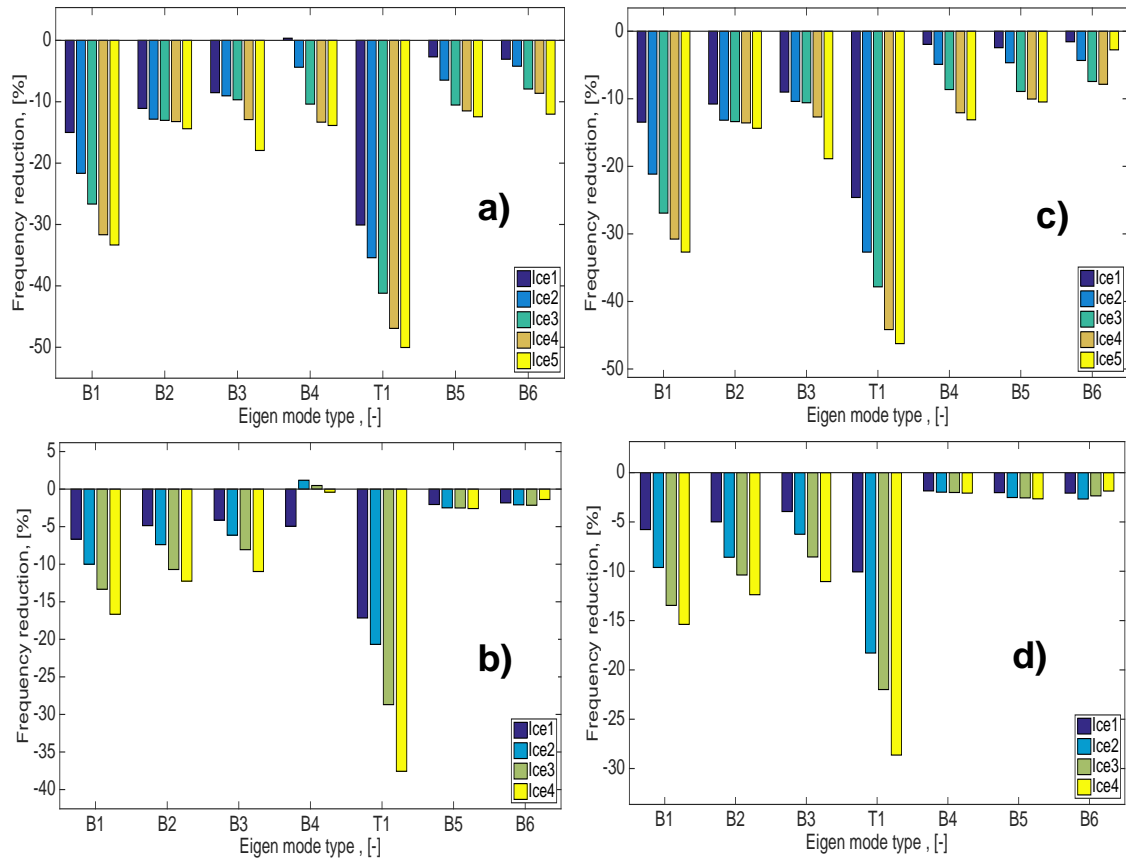 a)
Frequency reduction, [%]
0
-10
-20
-30
-40
-50
Ice1
Ice2
Ice3
Ice4
Ice5
B1 B2 B3 B4 T1 B5 B6
Eigen mode type , [-]
c)
Frequency reduction, [%]
0
-10
-20
-30
-40
-50
Ice1
Ice2
Ice3
Ice4
Ice5
B1 B2 B3 T1 B4 B5 B6
Eigen mode type , [-]
b)
Frequency reduction, [%]
5
0
-5
-10
-15
-20
-25
-30
-35
-40
Ice1
Ice2
Ice3
Ice4
B1 B2 B3 B4 T1 B5 B6
Eigen mode type , [-]
d)
Frequency reduction, [%]
0
-5
-10
-15
-20
-25
-30
Ice1
Ice2
Ice3
Ice4
B1 B2 B3 T1 B4 B5 B6
Eigen mode type , [-]